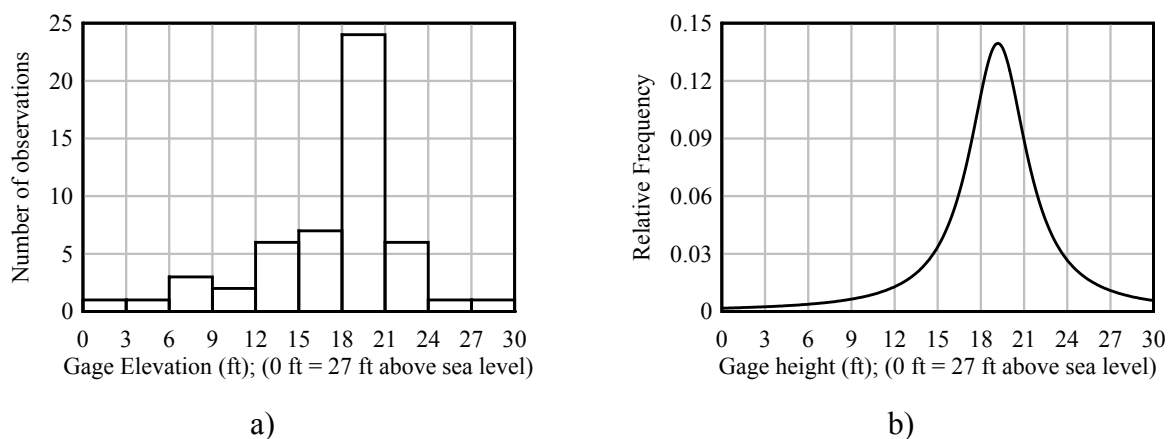 25
20
15
10
5
0
Number of observations
0 3 6 9 12 15 18 21 24 27 30
Gage Elevation (ft); (0 ft = 27 ft above sea level)
a)
0.15
0.12
0.09
0.06
0.03
0
Relative Frequency
0 3 6 9 12 15 18 21 24 27 30
Gage height (ft); (0 ft = 27 ft above sea level)
b)